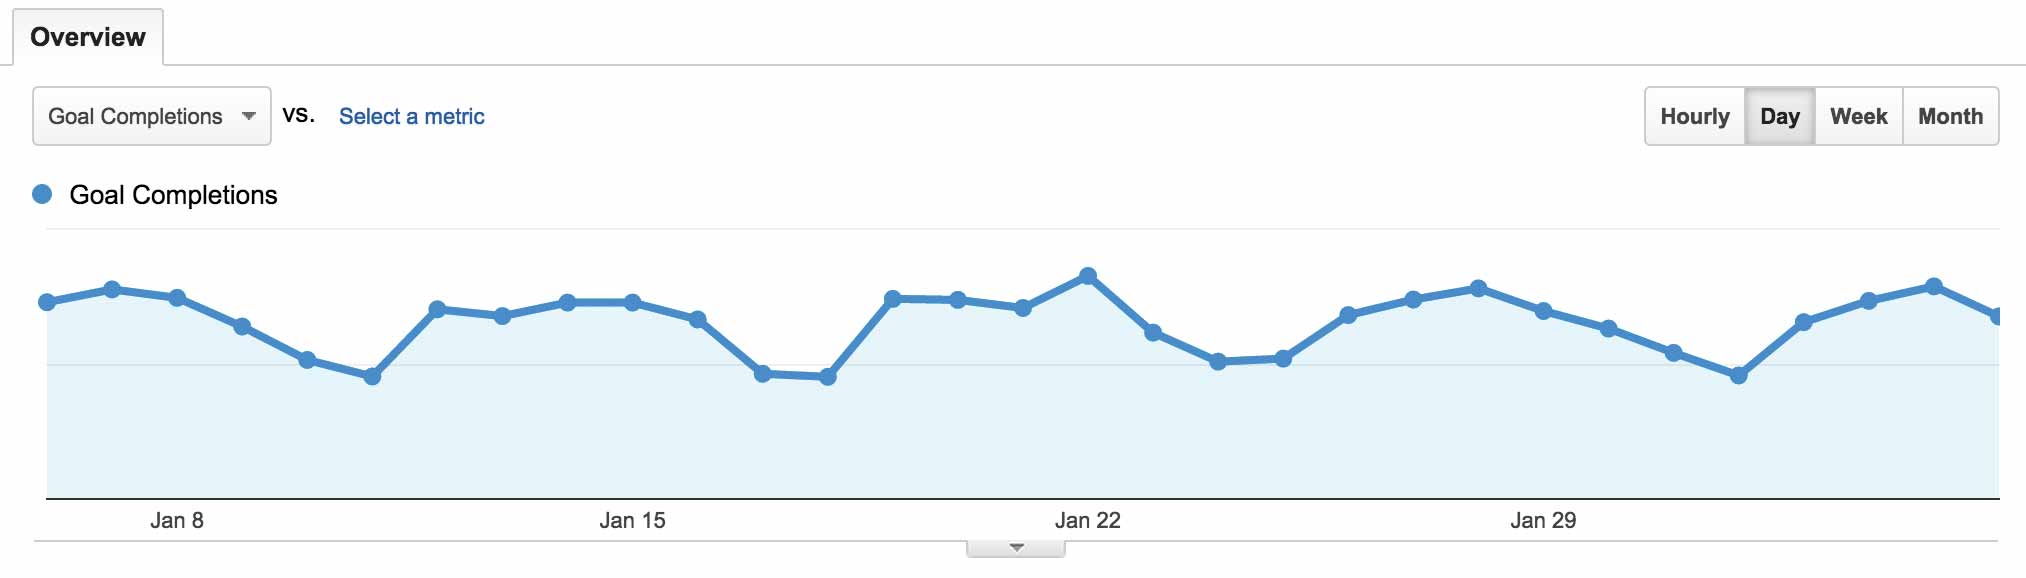 Overview
Goal Completions vs. Select a metric Hourly Day Week Month
Goal Completions
Jan 8 Jan 15 Jan 22 Jan 29